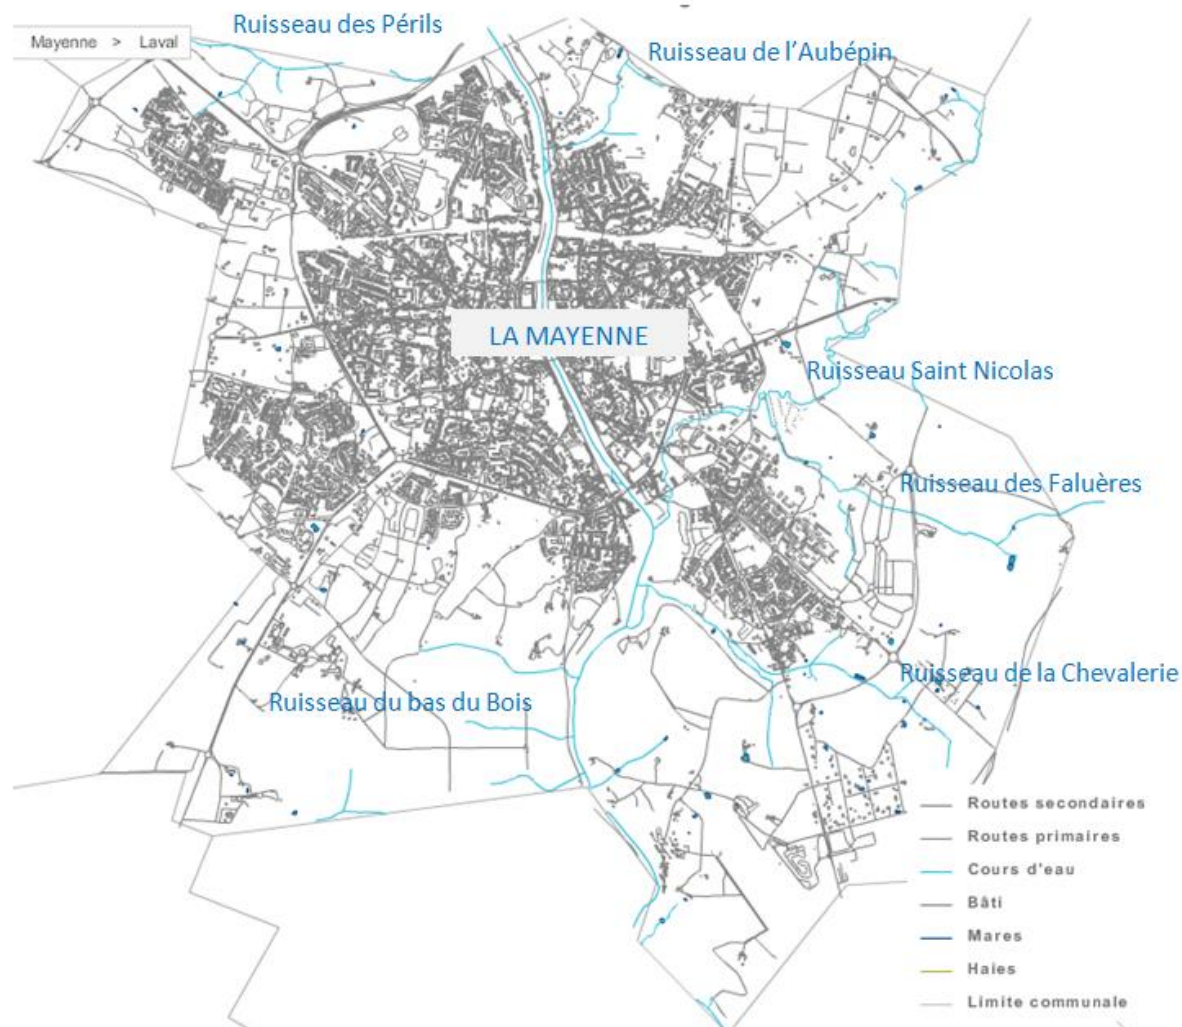 Ruisseau des Périls
Mayenne > Laval
Ruisseau de l'Aubépin
LA MAYENNE
Ruisseau Saint Nicolas
Ruisseau des Faluères
Ruisseau de la Chevalerie
Ruisseau du bas du Bois
Routes secondaires
Routes primaires
Cours d'eau
Bâti
Mares
Haies
Limite communale